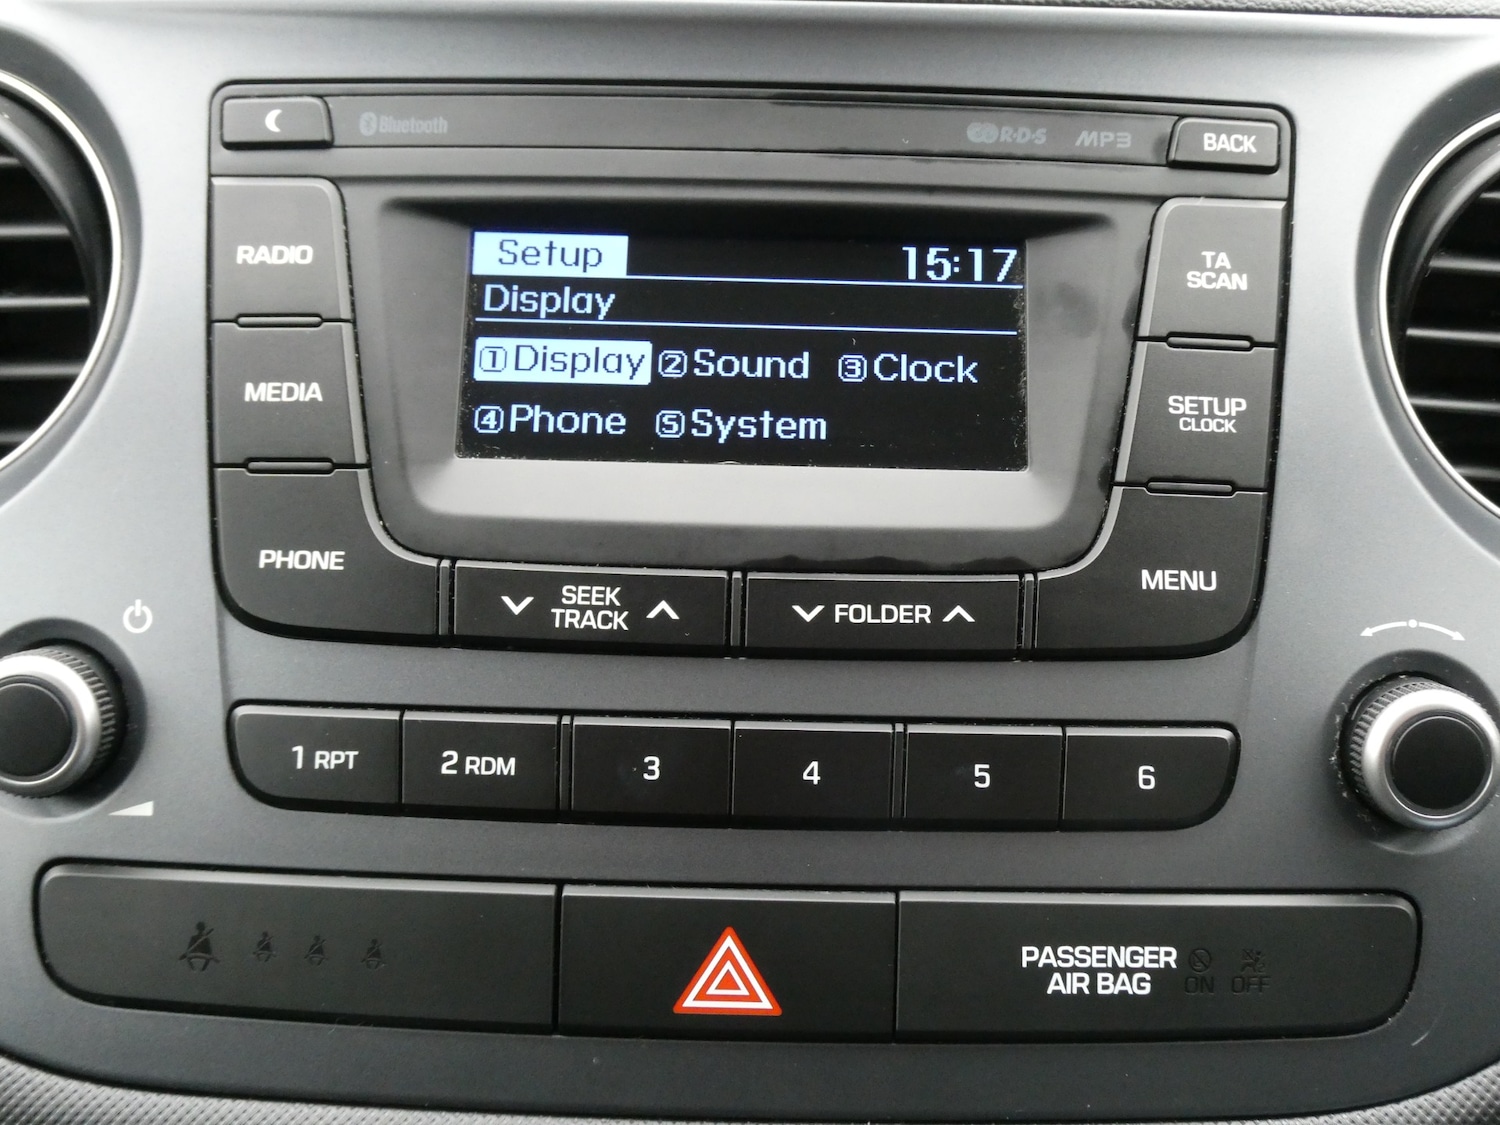 Bluetooth
R·D·S
MP3
BACK
RADIO
MEDIA
PHONE
Setup 15:17
Display
①Display ②Sound ③Clock
④Phone ⑤System
TA
SCAN
SETUP
CLOCK
MENU
SEEK
TRACK
FOLDER
1 RPT
2 RDM
3
4
5
6
PASSENGER
AIR BAG
ON
OFF